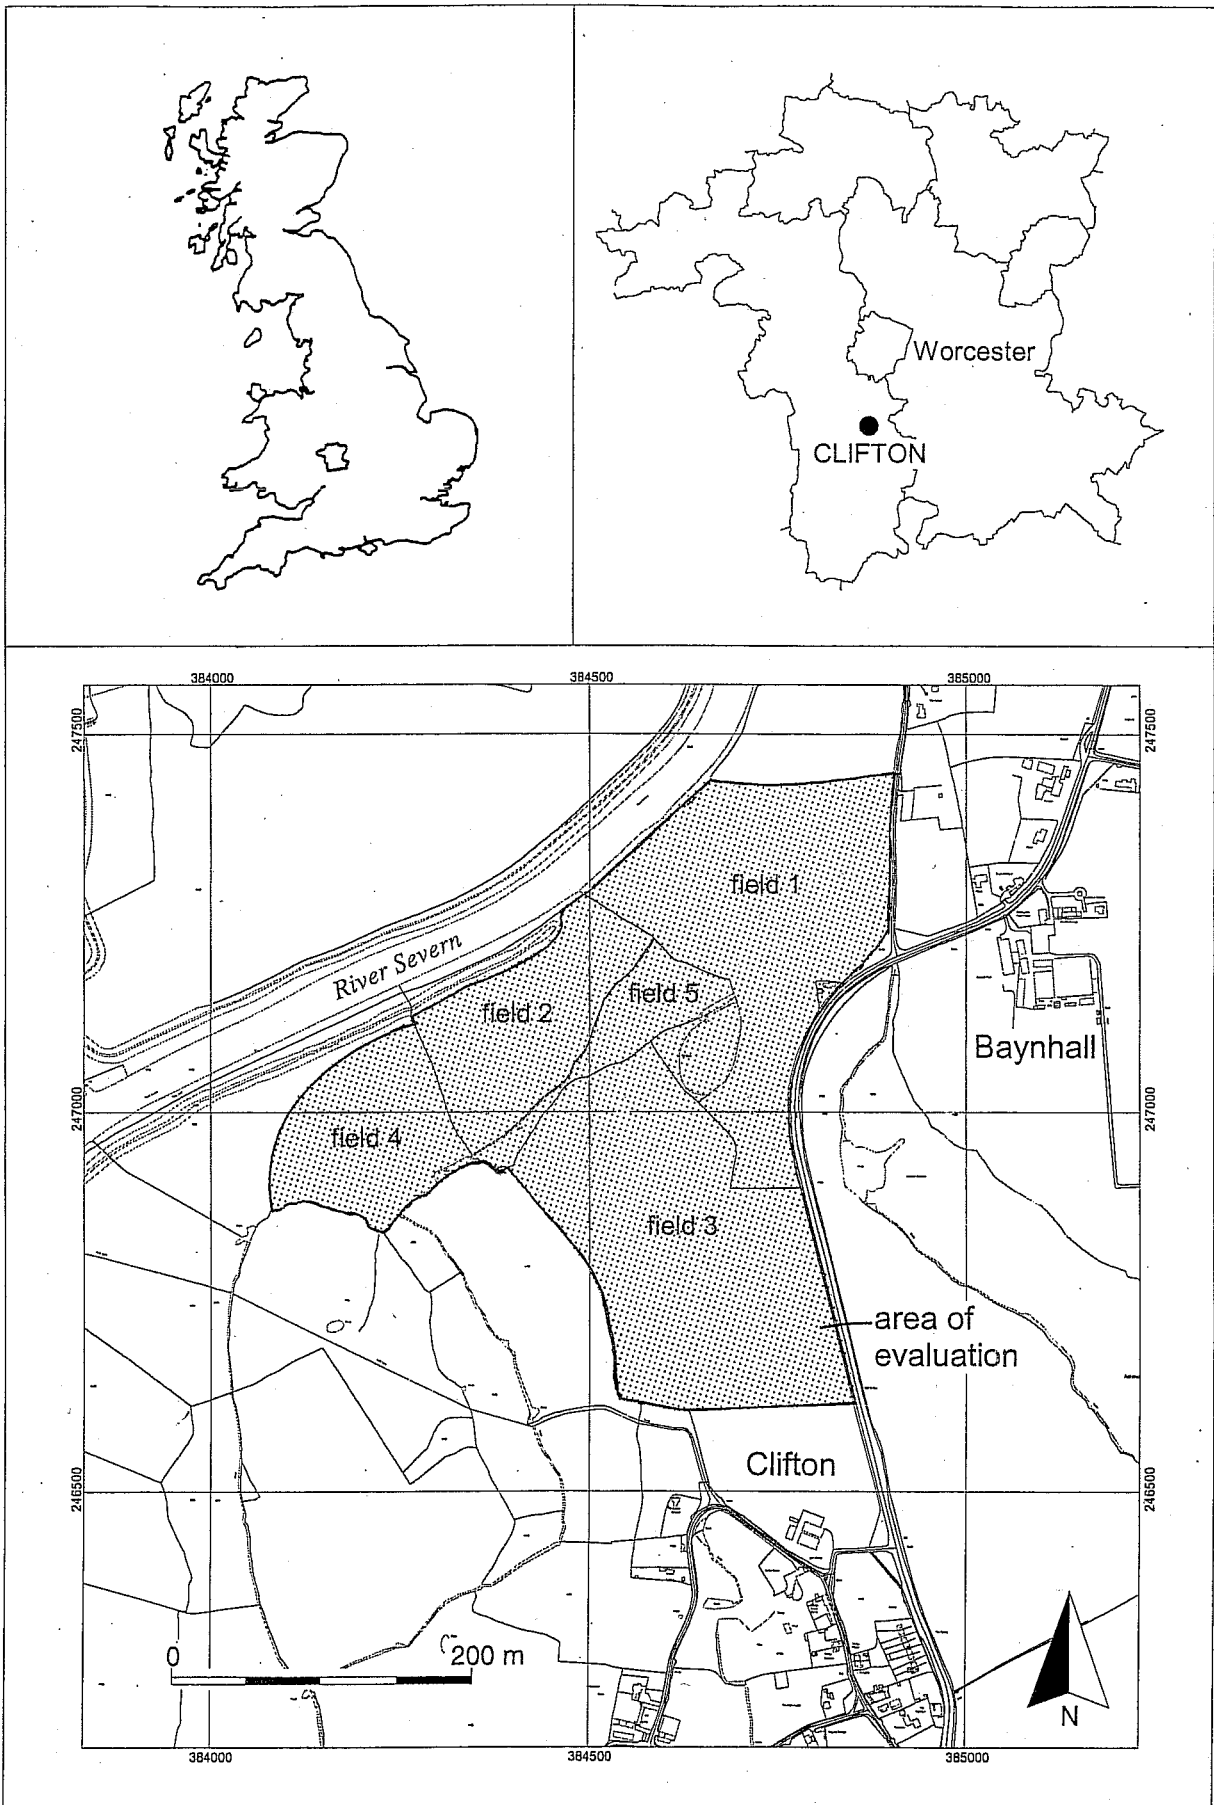 Worcester
CLIFTON
384000
384500
385000
247500
247500
field 1
River Severn
field 5
field 2
Baynhall
247000
247000
field 4
field 3
area of
evaluation
Clifton
246500
246500
0
200 m
N
384000
384500
385000